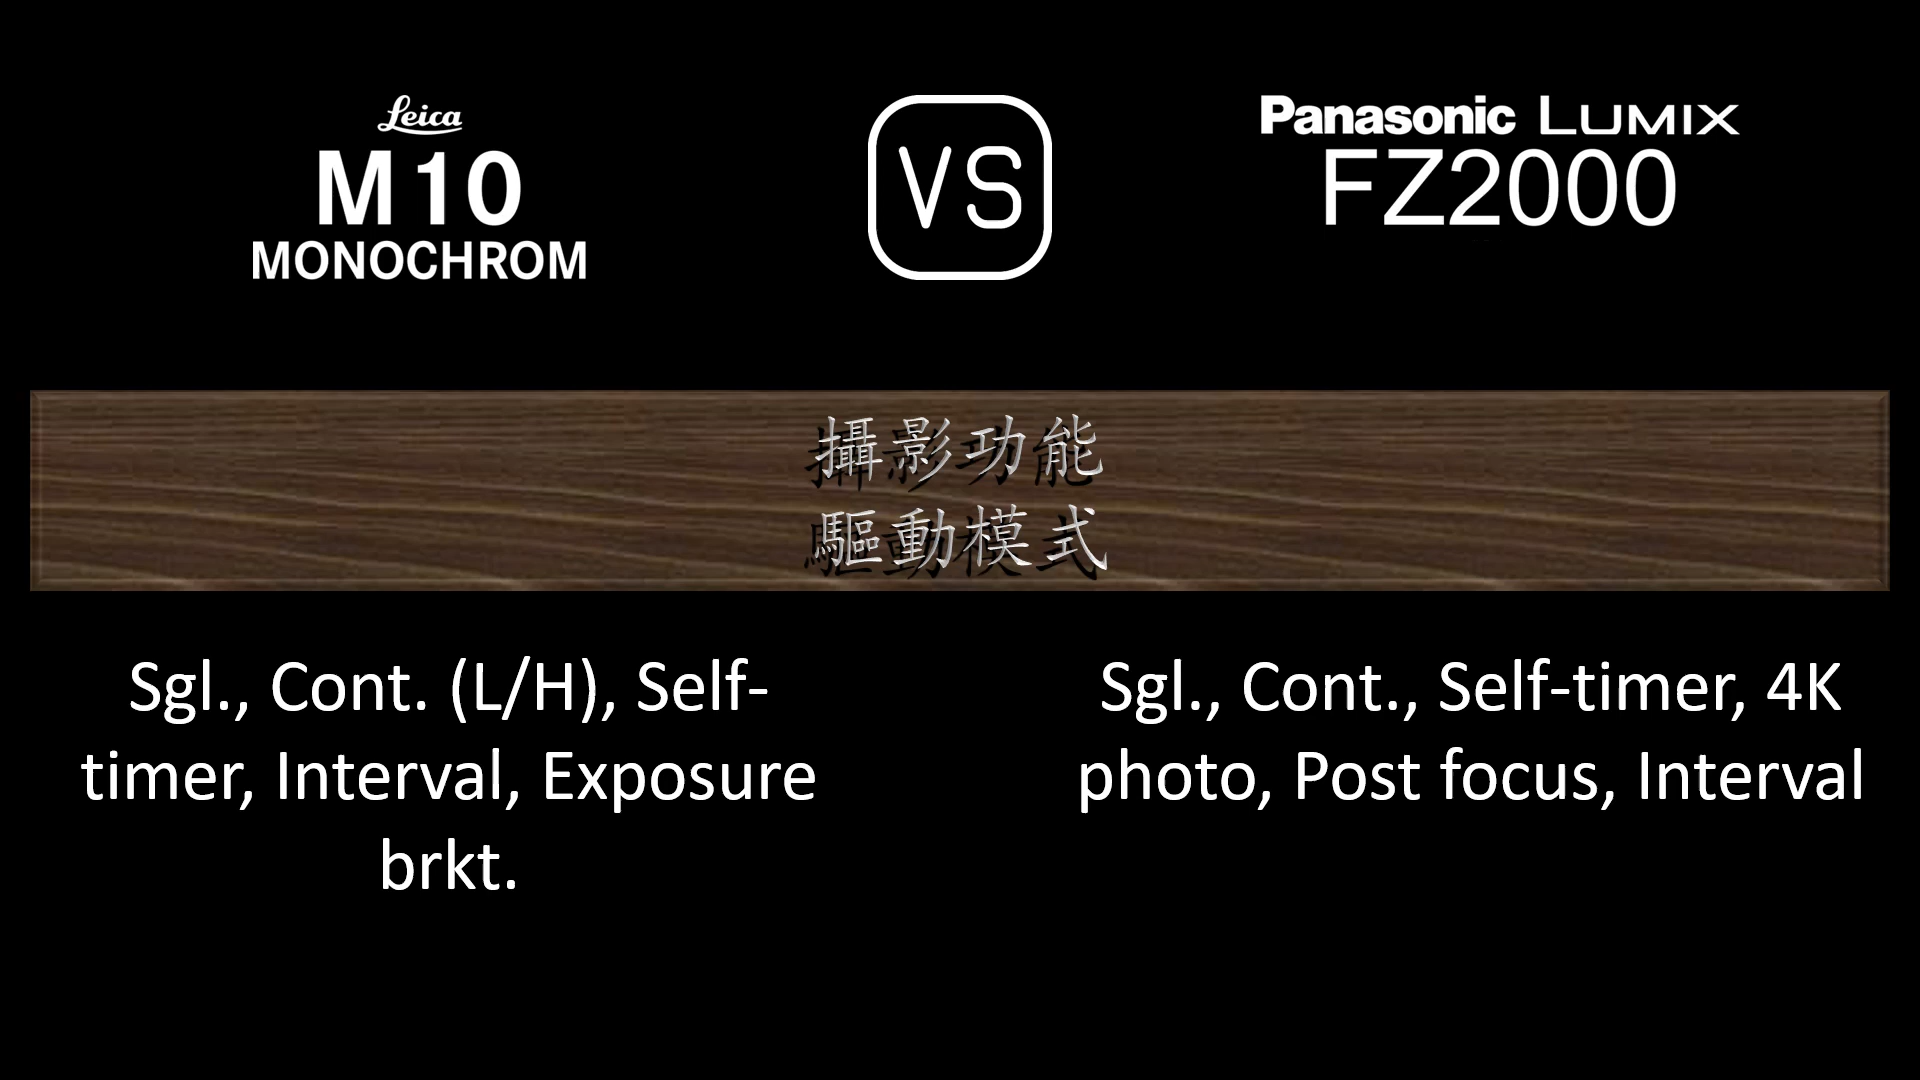 Leica
M10
MONOCHROM
VS
Panasonic LUMIX
FZ2000
攝影功能
驅動模式
Sgl., Cont. (L/H), Self-
timer, Interval, Exposure
brkt.
Sgl., Cont., Self-timer, 4K
photo, Post focus, Interval